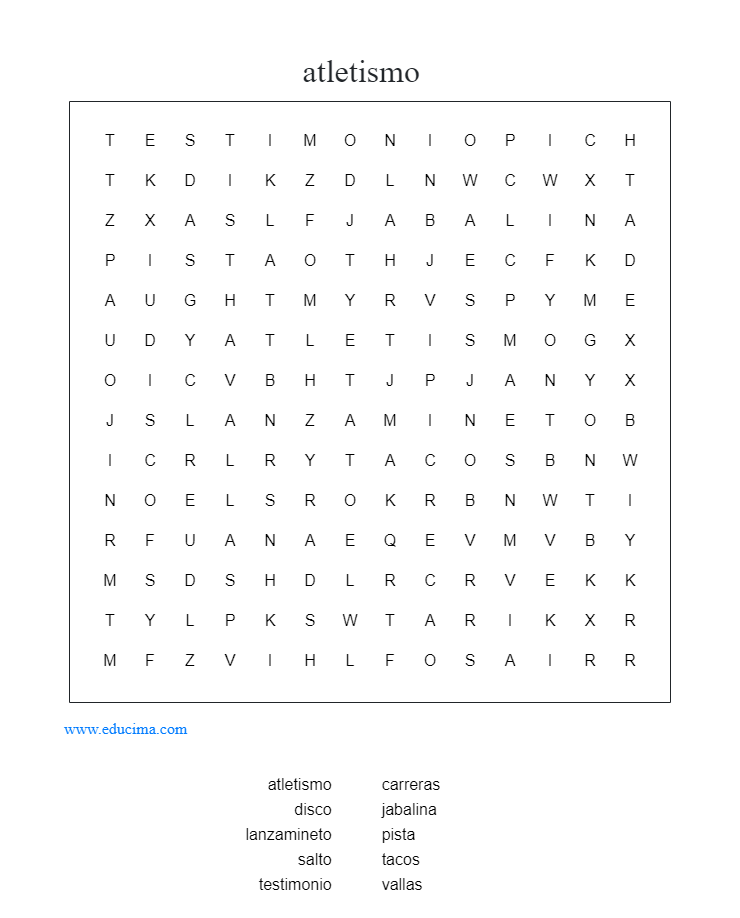 atletismo
T E S T I M O N I O P I C H
T K D I K Z D L N W C W X T
Z X A S L F J A B A L I N A
P I S T A O T H J E C F K D
A U G H T M Y R V S P Y M E
U D Y A T L E T I S M O G X
O I C V B H T J P J A N Y X
J S L A N Z A M I N E T O B
I C R L R Y T A C O S B N W
N O E L S R O K R B N W T I
R F U A N A E Q E V M V B Y
M S D S H D L R C R V E K K
T Y L P K S W T A R I K X R
M F Z V I H L F O S A I R R
www.educima.com
atletismo carreras
disco jabalina
lanzamineto pista
salto tacos
testimonio vallas